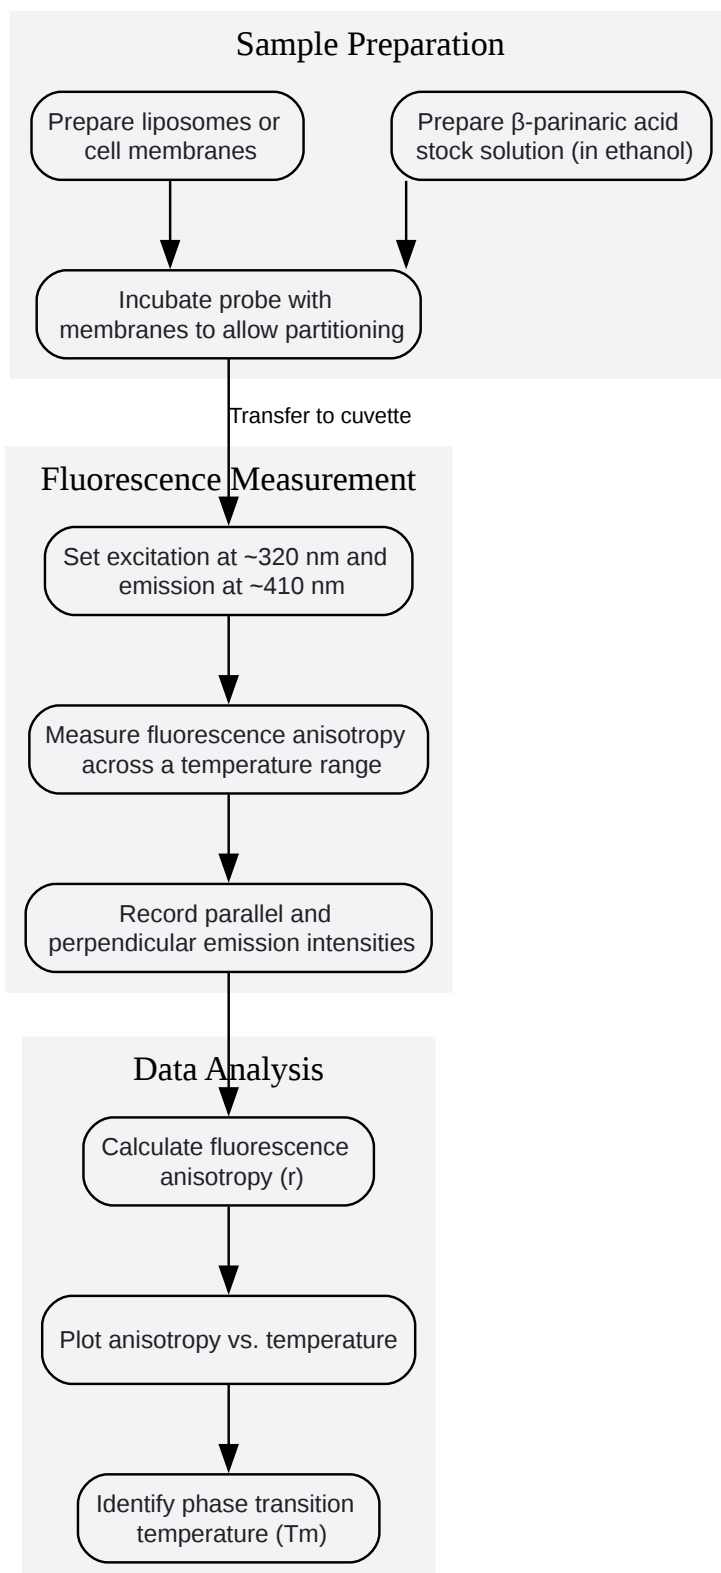 Sample Preparation
Prepare liposomes or
cell membranes
Prepare β-parinaric acid
stock solution (in ethanol)
Incubate probe with
membranes to allow partitioning
Transfer to cuvette
Fluorescence Measurement
Set excitation at ~320 nm and
emission at ~410 nm
Measure fluorescence anisotropy
across a temperature range
Record parallel and
perpendicular emission intensities
Data Analysis
Calculate fluorescence
anisotropy (r)
Plot anisotropy vs. temperature
Identify phase transition
temperature (Tm)